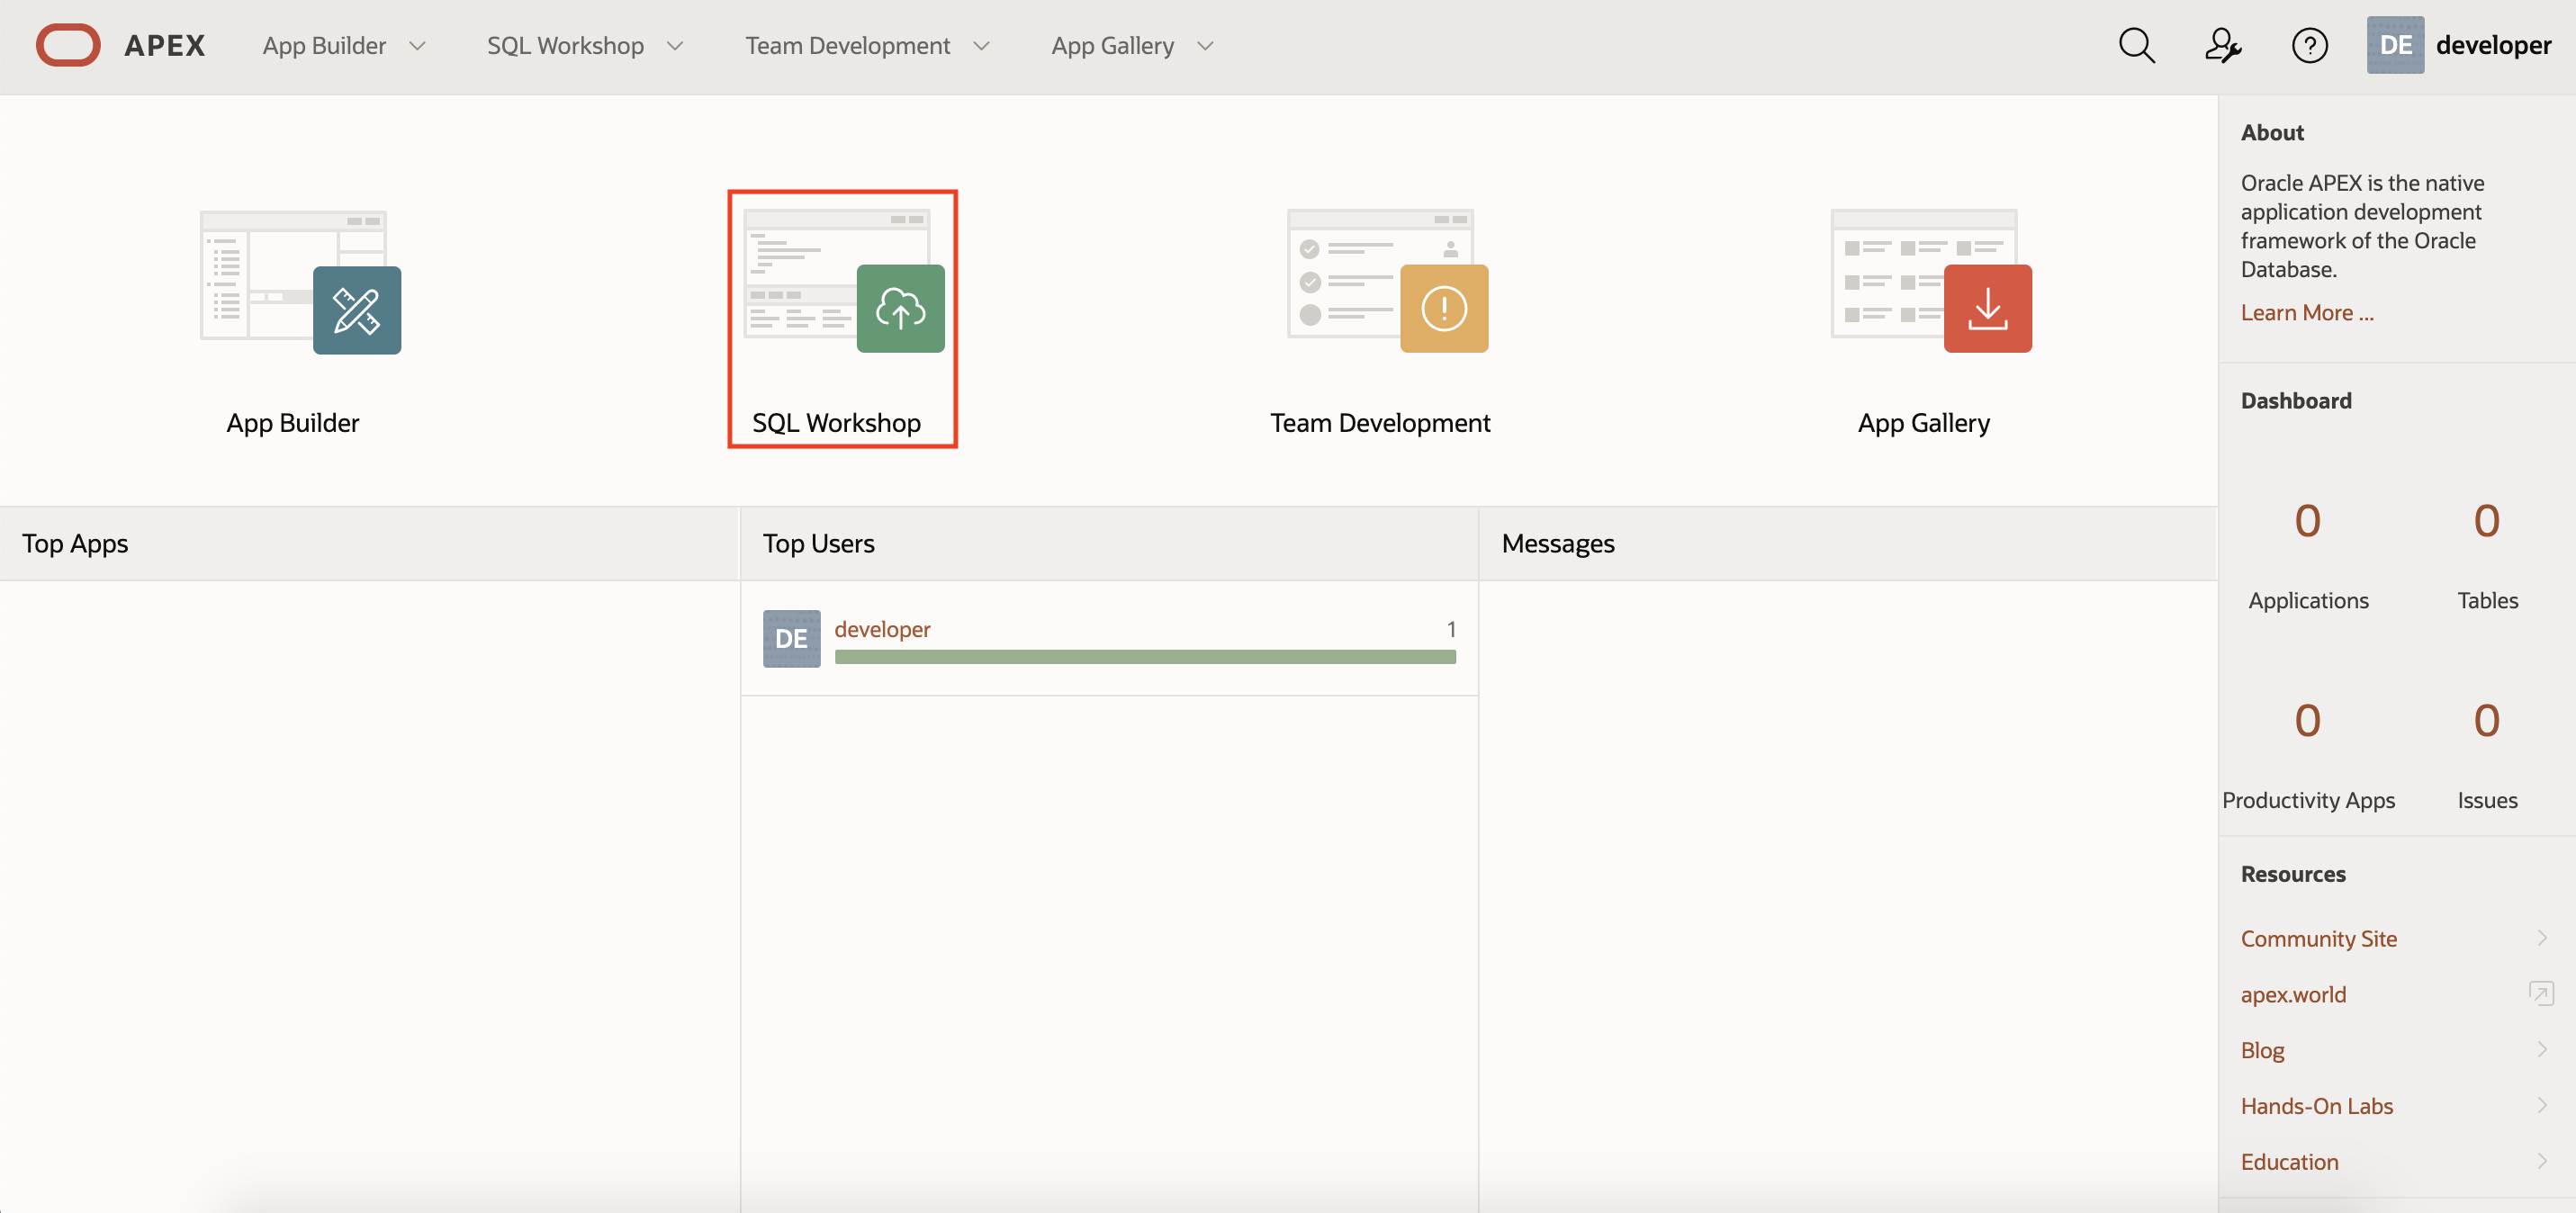 APEX App Builder SQL Workshop Team Development App Gallery ? DE developer
App Builder
SQL Workshop
Team Development
App Gallery
Top Apps
Top Users
Messages
DE developer 1
About
Oracle APEX is the native
application development
framework of the Oracle
Database.
Learn More ...
Dashboard
0 0
Applications Tables
0 0
Productivity Apps Issues
Resources
Community Site
apex.world
Blog
Hands-On Labs
Education